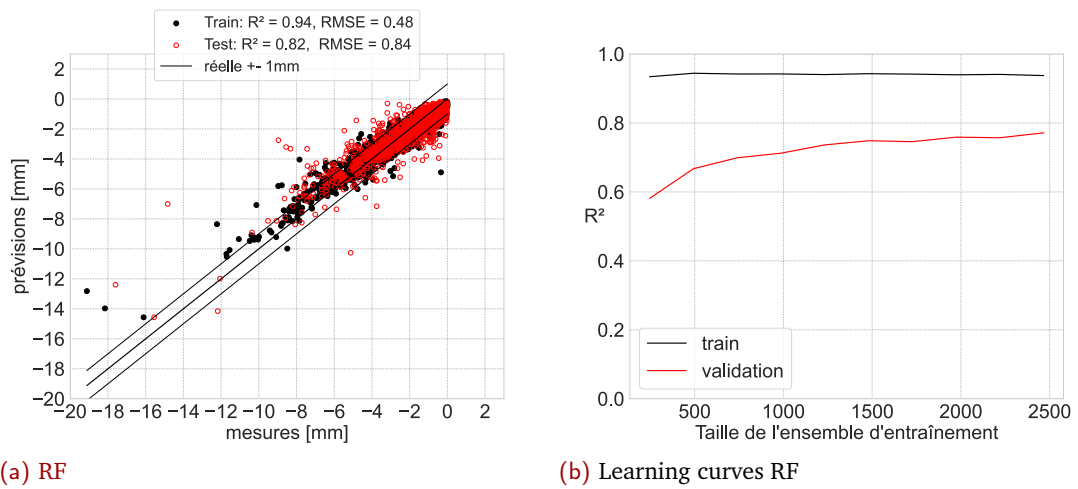 Train: R² = 0.94, RMSE = 0.48
Test: R² = 0.82, RMSE = 0.84
réelle +- 1mm
prévisions [mm]
2
0
−2
−4
−6
−8
−10
−12
−14
−16
−18
−20
−20 −18 −16 −14 −12 −10 −8 −6 −4 −2 0 2
mesures [mm]
(a) RF
R²
1.0
0.8
0.6
0.4
0.2
0.0
train
validation
500 1000 1500 2000 2500
Taille de l'ensemble d'entraînement
(b) Learning curves RF